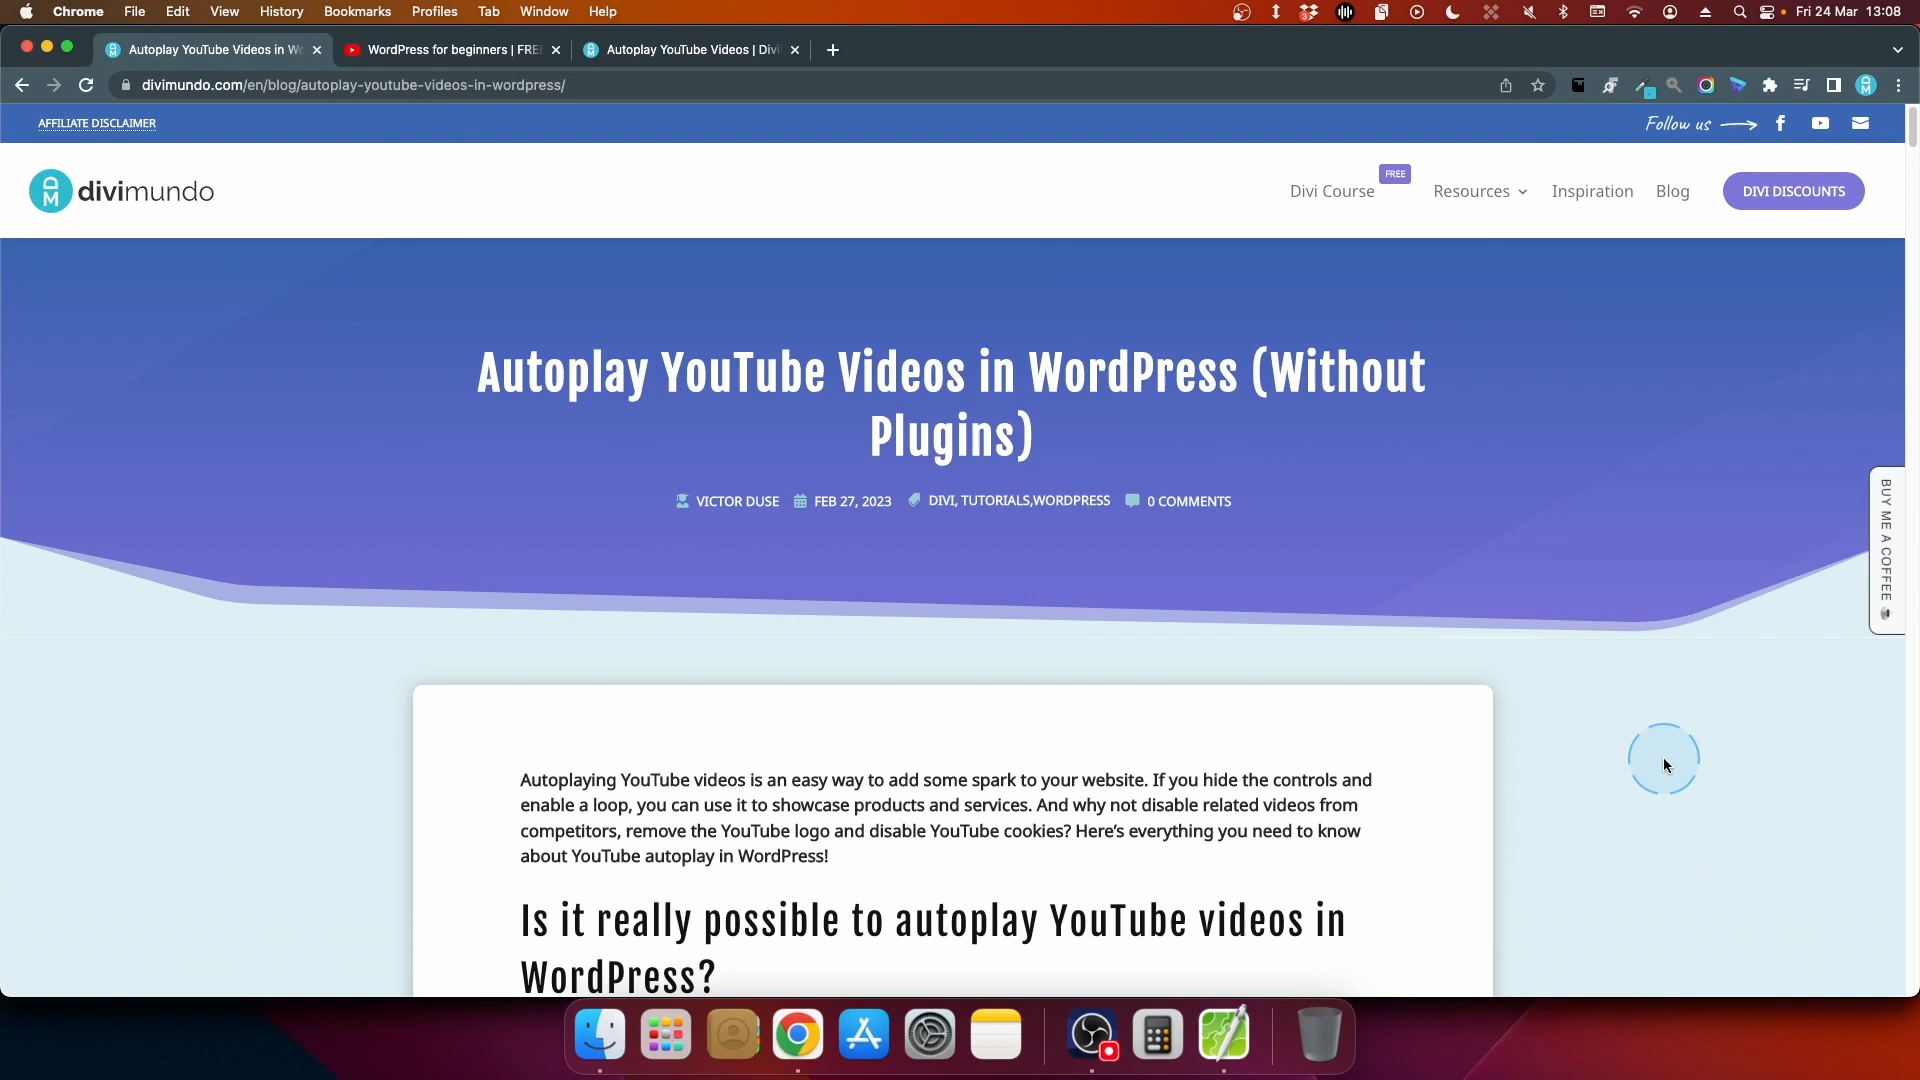 Chrome File Edit View History Bookmarks Profiles Tab Window Help
Fri 24 Mar 13:08
Autoplay YouTube Videos in Wo
WordPress for beginners | FREE
Autoplay YouTube Videos | Divi
divimundo.com/en/blog/autoplay-youtube-videos-in-wordpress/
AFFILIATE DISCLAIMER
Follow us
divimundo
Divi Course
FREE
Resources
Inspiration
Blog
DIVI DISCOUNTS
Autoplay YouTube Videos in WordPress (Without
Plugins)
VICTOR DUSE FEB 27, 2023 DIVI, TUTORIALS,WORDPRESS 0 COMMENTS
BUY ME A COFFEE
Autoplaying YouTube videos is an easy way to add some spark to your website. If you hide the controls and
enable a loop, you can use it to showcase products and services. And why not disable related videos from
competitors, remove the YouTube logo and disable YouTube cookies? Here's everything you need to know
about YouTube autoplay in WordPress!
Is it really possible to autoplay YouTube videos in
WordPress?